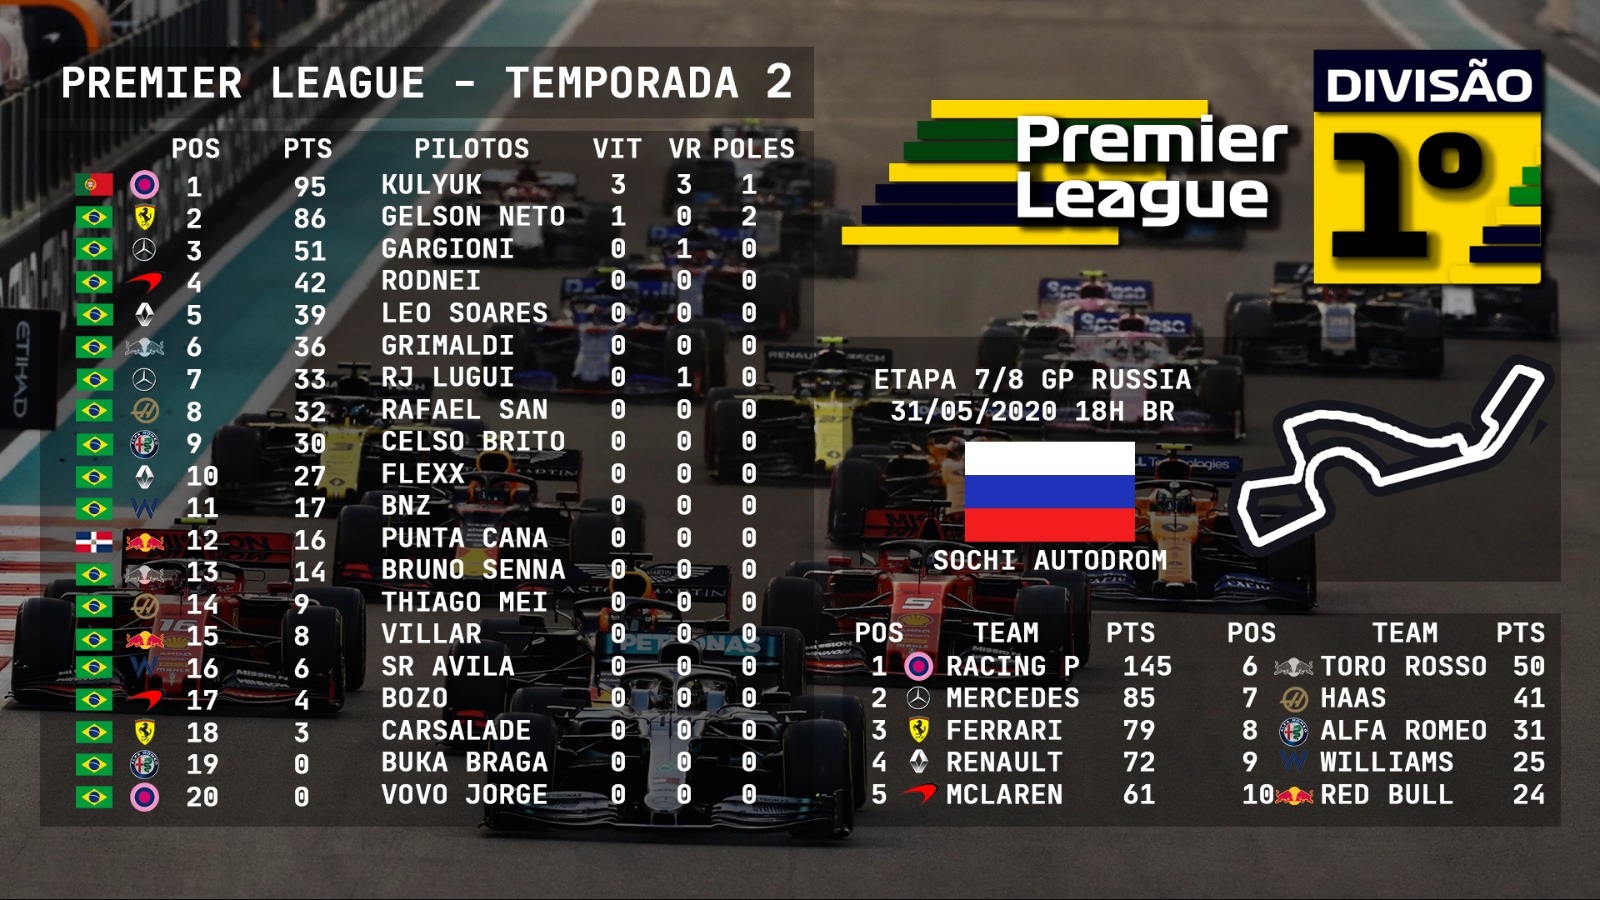 PREMIER LEAGUE - TEMPORADA 2
POS PTS PILOTOS VIT VR POLES
1 95 KULYUK 3 3 1
2 86 GELSON NETO 1 0 2
3 51 GARGIONI 0 1 0
4 42 RODNEI 0 0 0
5 39 LEO SOARES 0 0 0
6 36 GRIMALDI 0 0 0
7 33 RJ LUGUI 0 1 0
8 32 RAFAEL SAN 0 0 0
9 30 CELSO BRITO 0 0 0
10 27 FLEXX 0 0 0
11 17 BNZ 0 0 0
12 16 PUNTA CANA 0 0 0
13 14 BRUNO SENNA 0 0 0
14 9 THIAGO MEI 0 0 0
15 8 VILLAR 0 0 0
16 6 SR AVILA 0 0 0
17 4 BOZO 0 0 0
18 3 CARSALADE 0 0 0
19 0 BUKA BRAGA 0 0 0
20 0 VOVO JORGE 0 0 0
Premier
League
DIVISÃO
1º
ETAPA 7/8 GP RUSSIA
31/05/2020 18H BR
SOCHI AUTODROM
POS TEAM PTS
1 RACING P 145
2 MERCEDES 85
3 FERRARI 79
4 RENAULT 72
5 MCLAREN 61
POS TEAM PTS
6 TORO ROSSO 50
7 HAAS 41
8 ALFA ROMEO 31
9 WILLIAMS 25
10 RED BULL 24
ETIHAD
PETRONAS
5
16